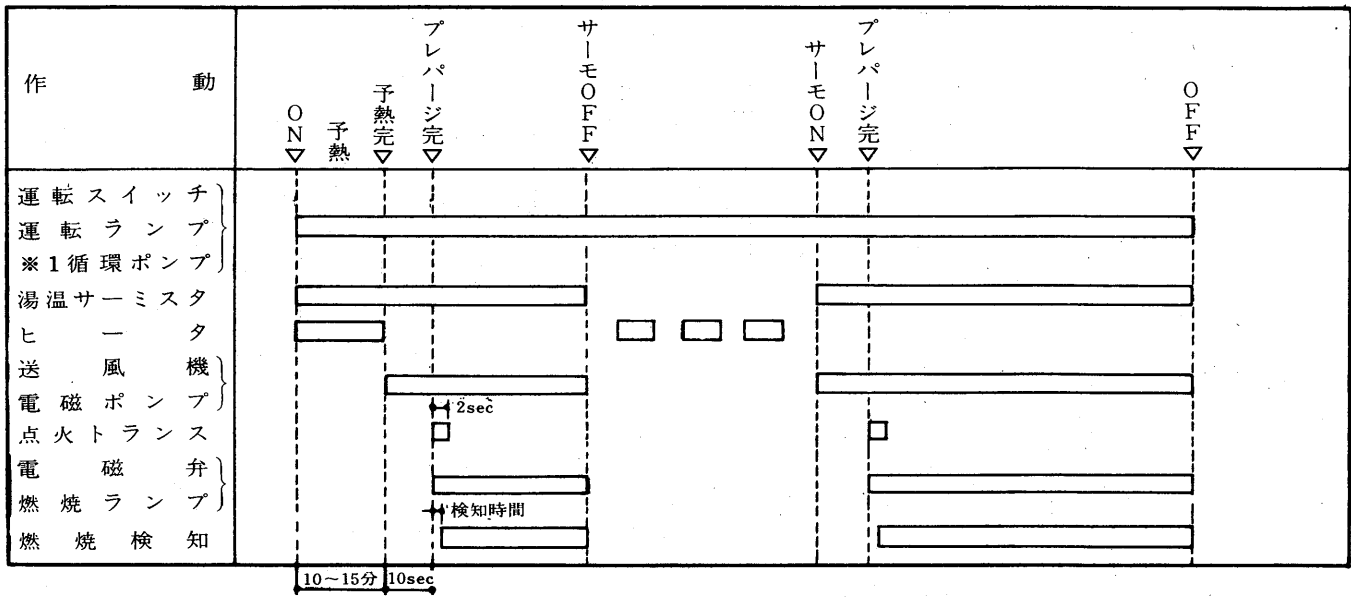 作動
ON
予熱
予熱完
プレパージ完
サーモOFF
サーモON
プレパージ完
OFF
運転スイッチ
運転ランプ
※1循環ポンプ
湯温サーミスタ
ヒータ
送風機
電磁ポンプ
2sec
点火トランス
電磁弁
燃焼ランプ
検知時間
燃焼検知
10〜15分
10sec